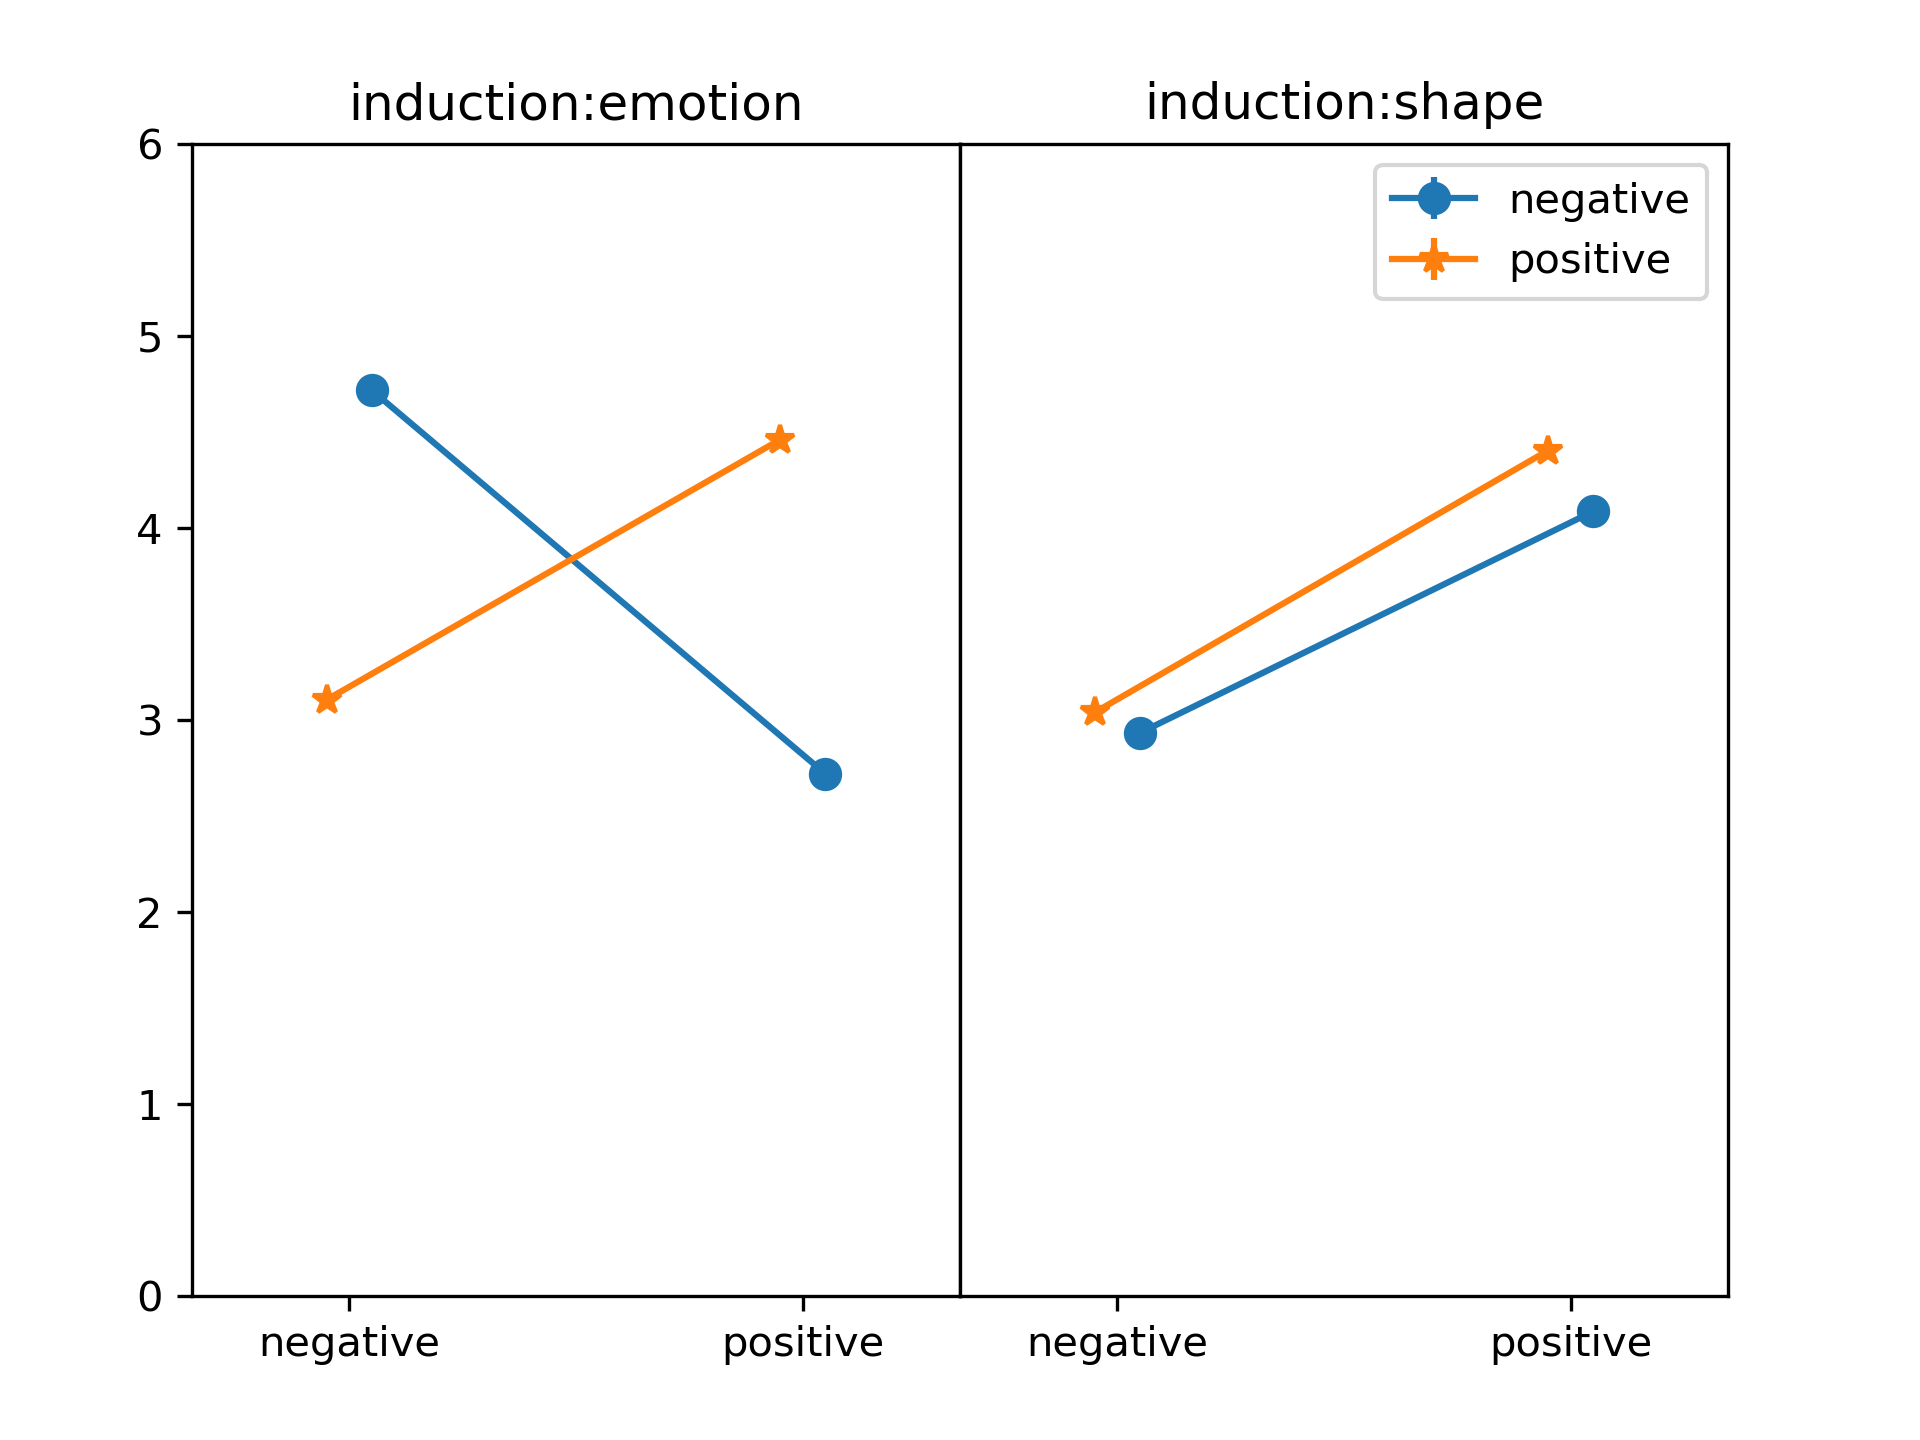 induction:emotion
induction:shape
6
5
4
3
2
1
0
negative
positive
negative
positive
negative
positive